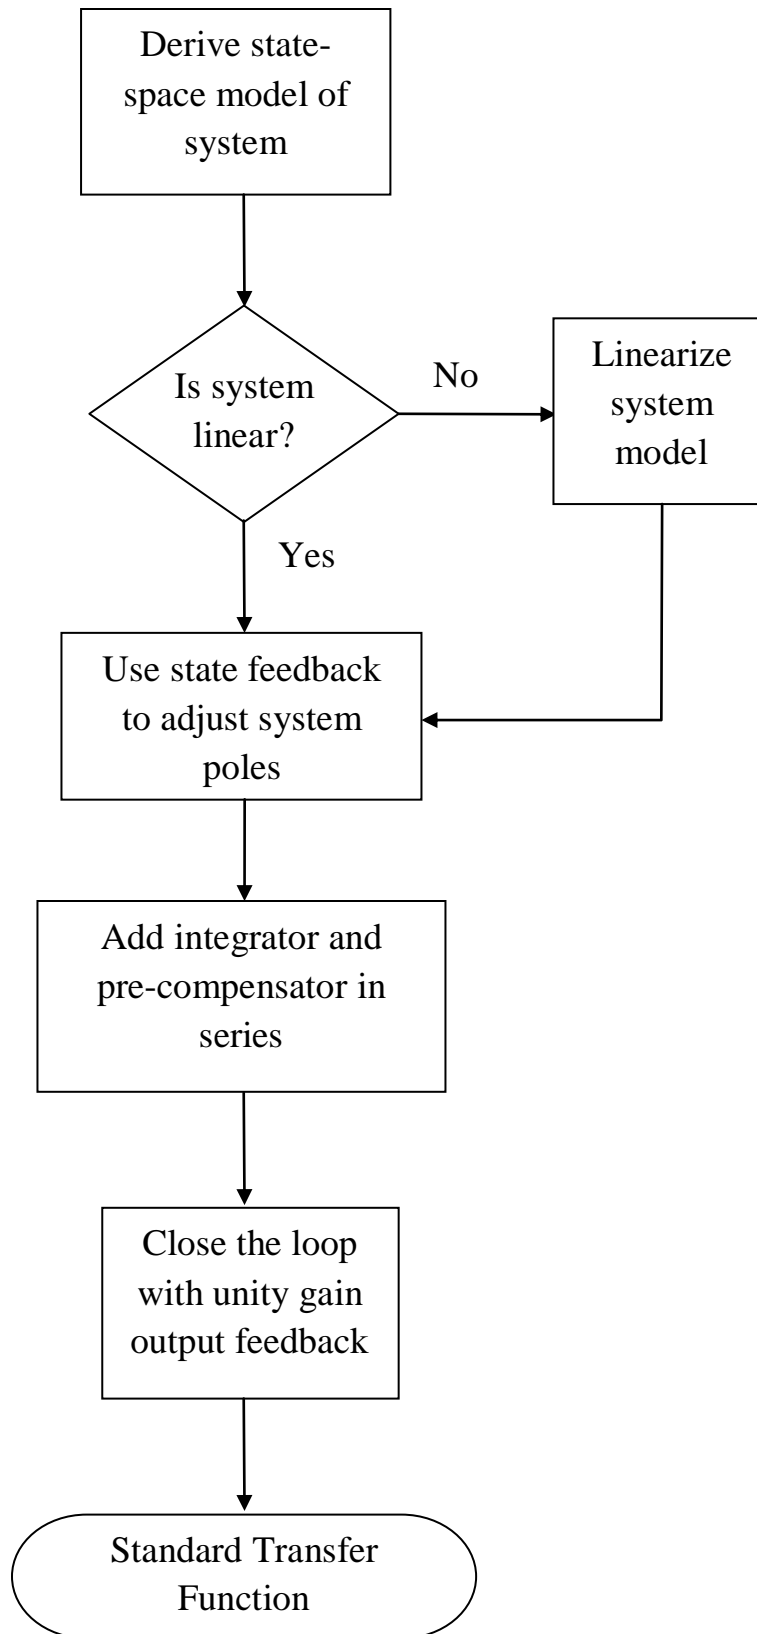 Derive state-
space model of
system
Is system
linear?
No
Linearize
system
model
Yes
Use state feedback
to adjust system
poles
Add integrator and
pre-compensator in
series
Close the loop
with unity gain
output feedback
Standard Transfer
Function